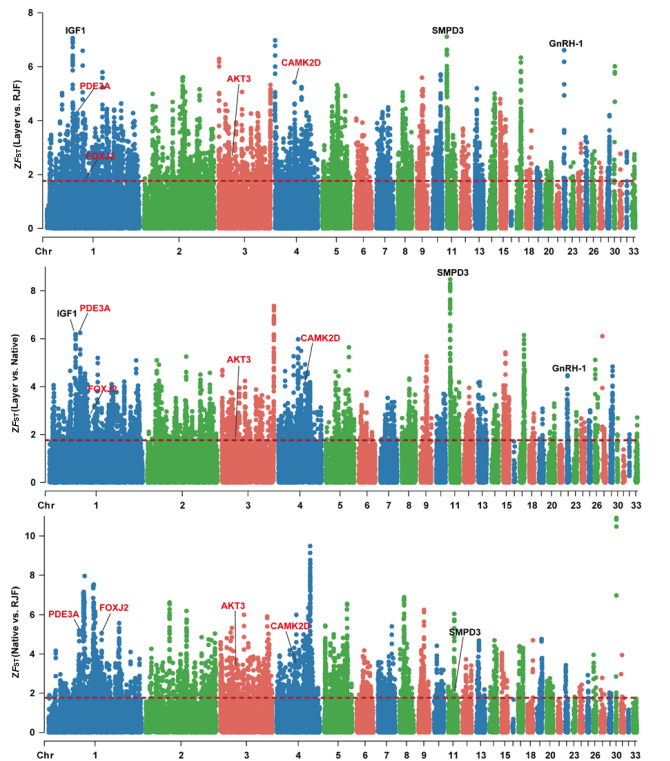 ZFST (Layer vs. RJF)
8
6
4
2
0
IGF1
PDE3A
FOXJ2
AKT3
CAMK2D
SMPD3
GnRH-1
Chr 1 2 3 4 5 6 7 8 9 11 13 15 18 20 23 26 30 33
ZFST (Layer vs. Native)
8
6
4
2
0
IGF1
PDE3A
FOXJ2
AKT3
CAMK2D
SMPD3
GnRH-1
Chr 1 2 3 4 5 6 7 8 9 11 13 15 18 20 22 26 29 33
ZFST (Native vs. RJF)
10
8
6
4
2
0
PDE3A
FOXJ2
AKT3
CAMK2D
SMPD3
Chr 1 2 3 4 5 6 7 8 9 11 13 15 18 20 23 26 30 33